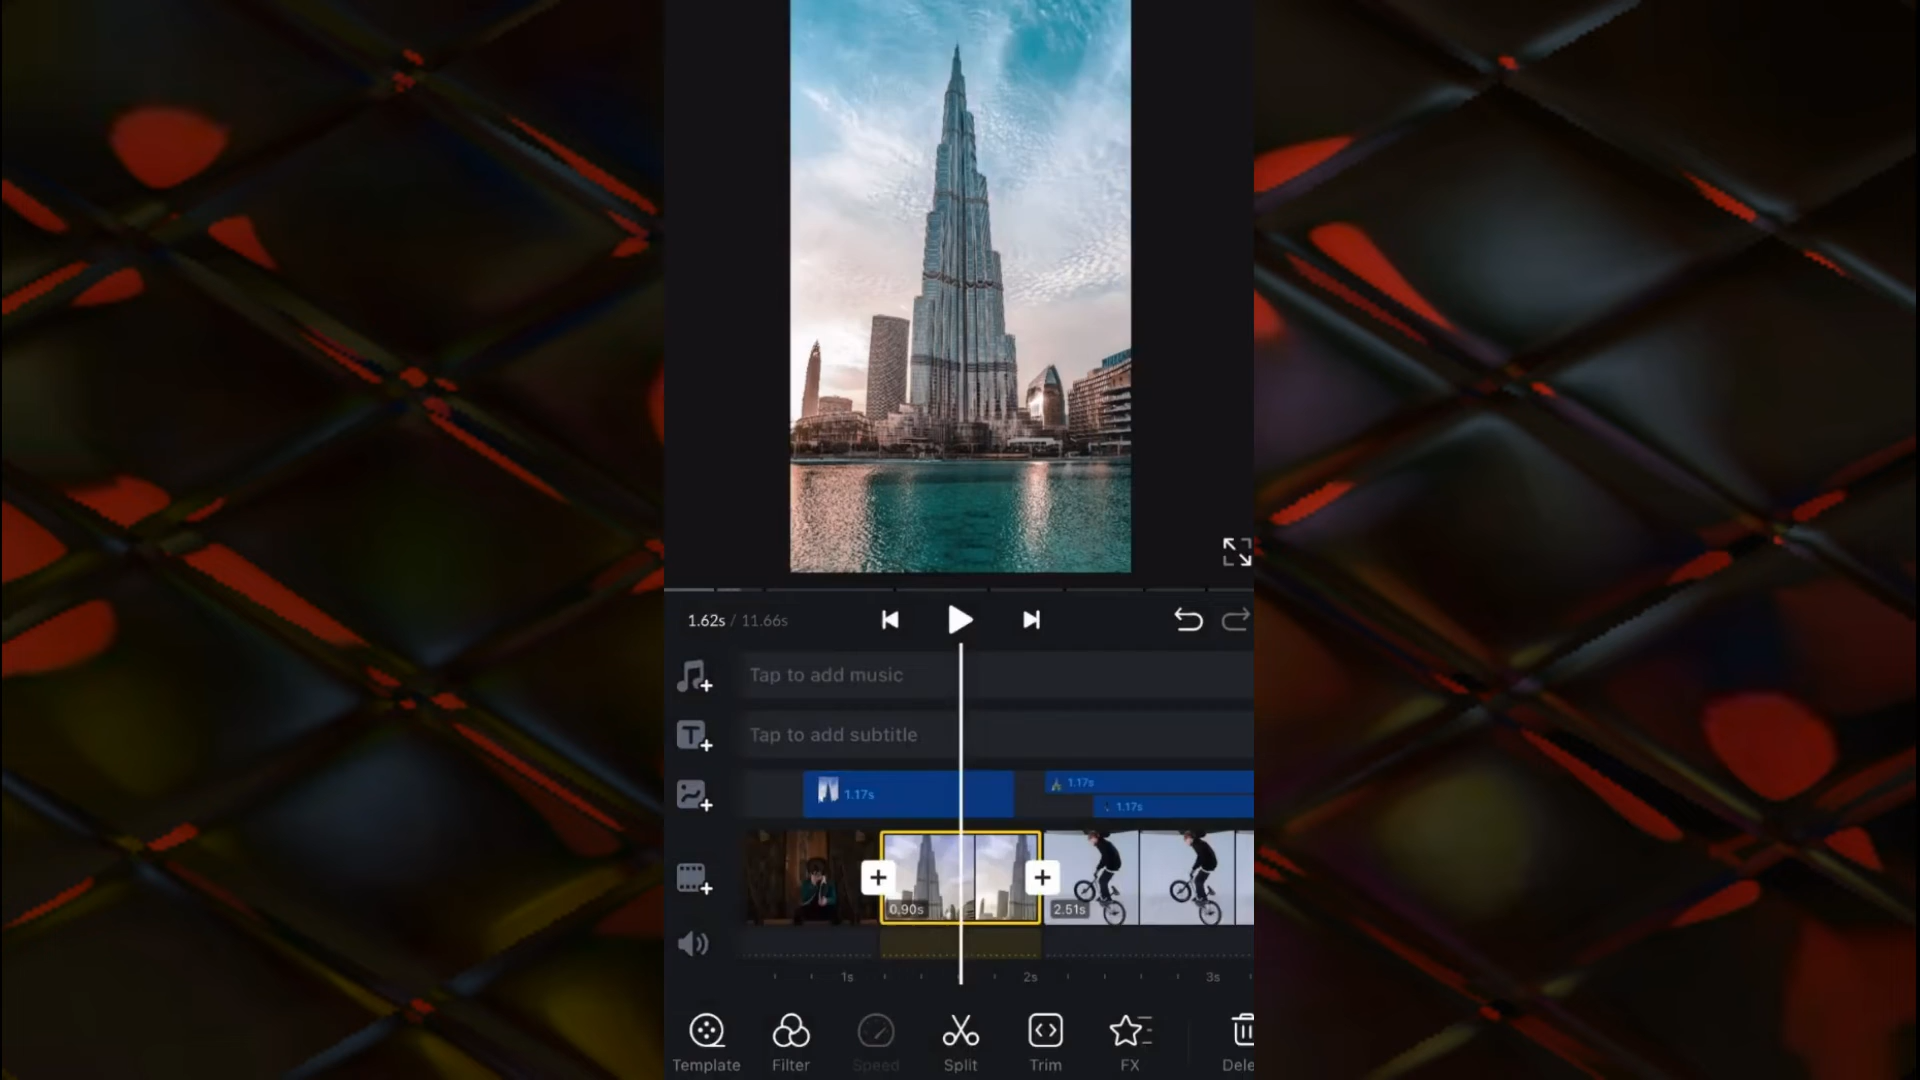 1.62s / 11.66s
Tap to add music
Tap to add subtitle
1.17s
1.17s
1.17s
0.90s
2.51s
1s 2s 3s
Template Filter Speed Split Trim FX Dele